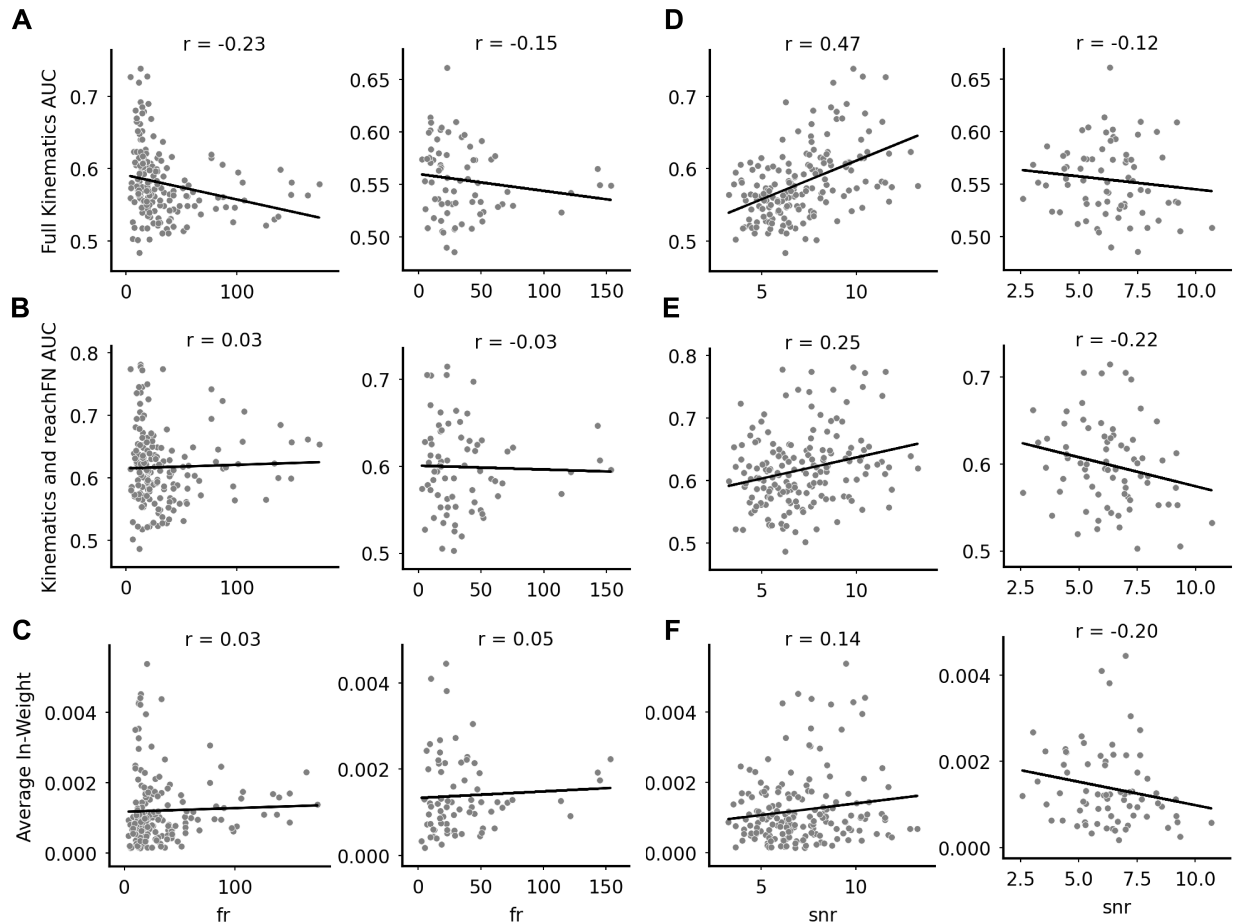 A
D
r = -0.23
r = -0.15
r = 0.47
r = -0.12
Full Kinematics AUC
0.7
0.6
0.5
0.65
0.60
0.55
0.50
0.7
0.6
0.5
0.65
0.60
0.55
0.50
0 100
0 50 100 150
5 10
2.5 5.0 7.5 10.0
B
E
r = 0.03
r = -0.03
r = 0.25
r = -0.22
Kinematics and reachFN AUC
0.8
0.7
0.6
0.5
0.7
0.6
0.5
0.8
0.7
0.6
0.5
0.7
0.6
0.5
0 100
0 50 100 150
5 10
2.5 5.0 7.5 10.0
C
F
r = 0.03
r = 0.05
r = 0.14
r = -0.20
Average In-Weight
0.004
0.002
0.000
0.004
0.002
0.000
0.004
0.002
0.000
0.004
0.002
0.000
0 100
0 50 100 150
5 10
2.5 5.0 7.5 10.0
fr
fr
snr
snr